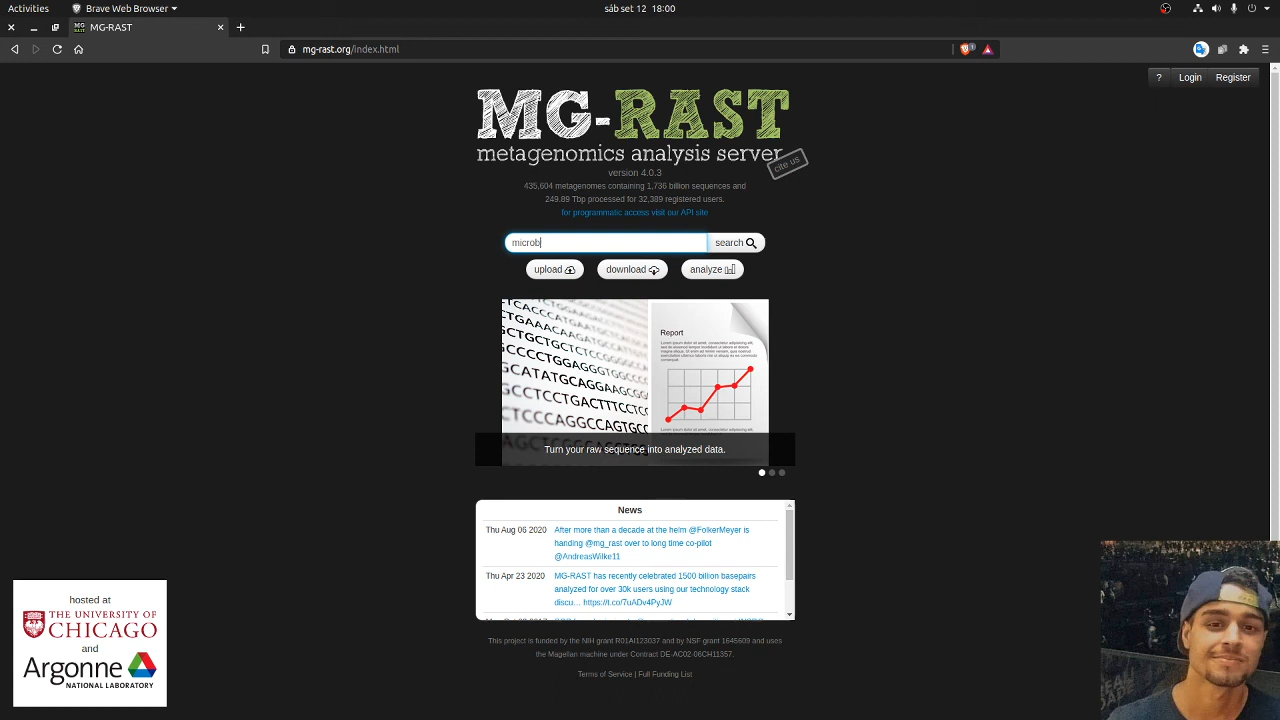 Activities
Brave Web Browser
sáb set 12 18:00
MG-RAST
mg-rast.org/index.html
1
?
Login
Register
MG-RAST
metagenomics analysis server
cite us
version 4.0.3
435,604 metagenomes containing 1,736 billion sequences and
249.89 Tbp processed for 32,389 registered users.
for programmatic access visit our API site
microb
search
upload
download
analyze
Report
Turn your raw sequence into analyzed data.
News
Thu Aug 06 2020
After more than a decade at the helm @FolkerMeyer is
handing @mg_rast over to long time co-pilot
@AndreasWilke11
Thu Apr 23 2020
MG-RAST has recently celebrated 1500 billion basepairs
analyzed for over 30k users using our technology stack
discu… https://t.co/7uADv4PyJW
hosted at
THE UNIVERSITY OF
CHICAGO
and
Argonne
NATIONAL LABORATORY
This project is funded by the NIH grant R01AI123037 and by NSF grant 1645609 and uses
the Magellan machine under Contract DE-AC02-06CH11357.
Terms of Service | Full Funding List